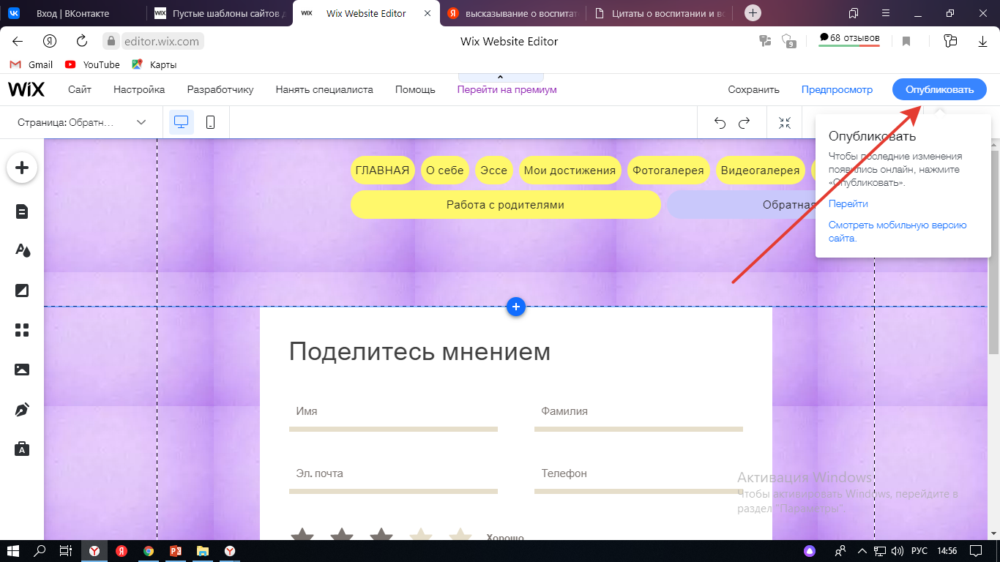 Вход | ВКонтакте
WIX Пустые шаблоны сайтов д
WIX Wix Website Editor
Я высказывание о воспитат
Цитаты о воспитании и во
Я editor.wix.com
Wix Website Editor
9
68 отзывов
Gmail YouTube Карты
WIX Сайт Настройка Разработчику Нанять специалиста Помощь Перейти на премиум Сохранить Предпросмотр Опубликовать
Страница: Обратн…
Опубликовать
Чтобы последние изменения
появились онлайн, нажмите
«Опубликовать».
Перейти
Смотреть мобильную версию
сайта.
ГЛАВНАЯ О себе Эссе Мои достижения Фотогалерея Видеогалерея
Работа с родителями Обратная
Поделитесь мнением
Имя Фамилия
Эл. почта Телефон
Хорошо
Активация Windows
Чтобы активировать Windows, перейдите в
раздел "Параметры".
РУС 14:56